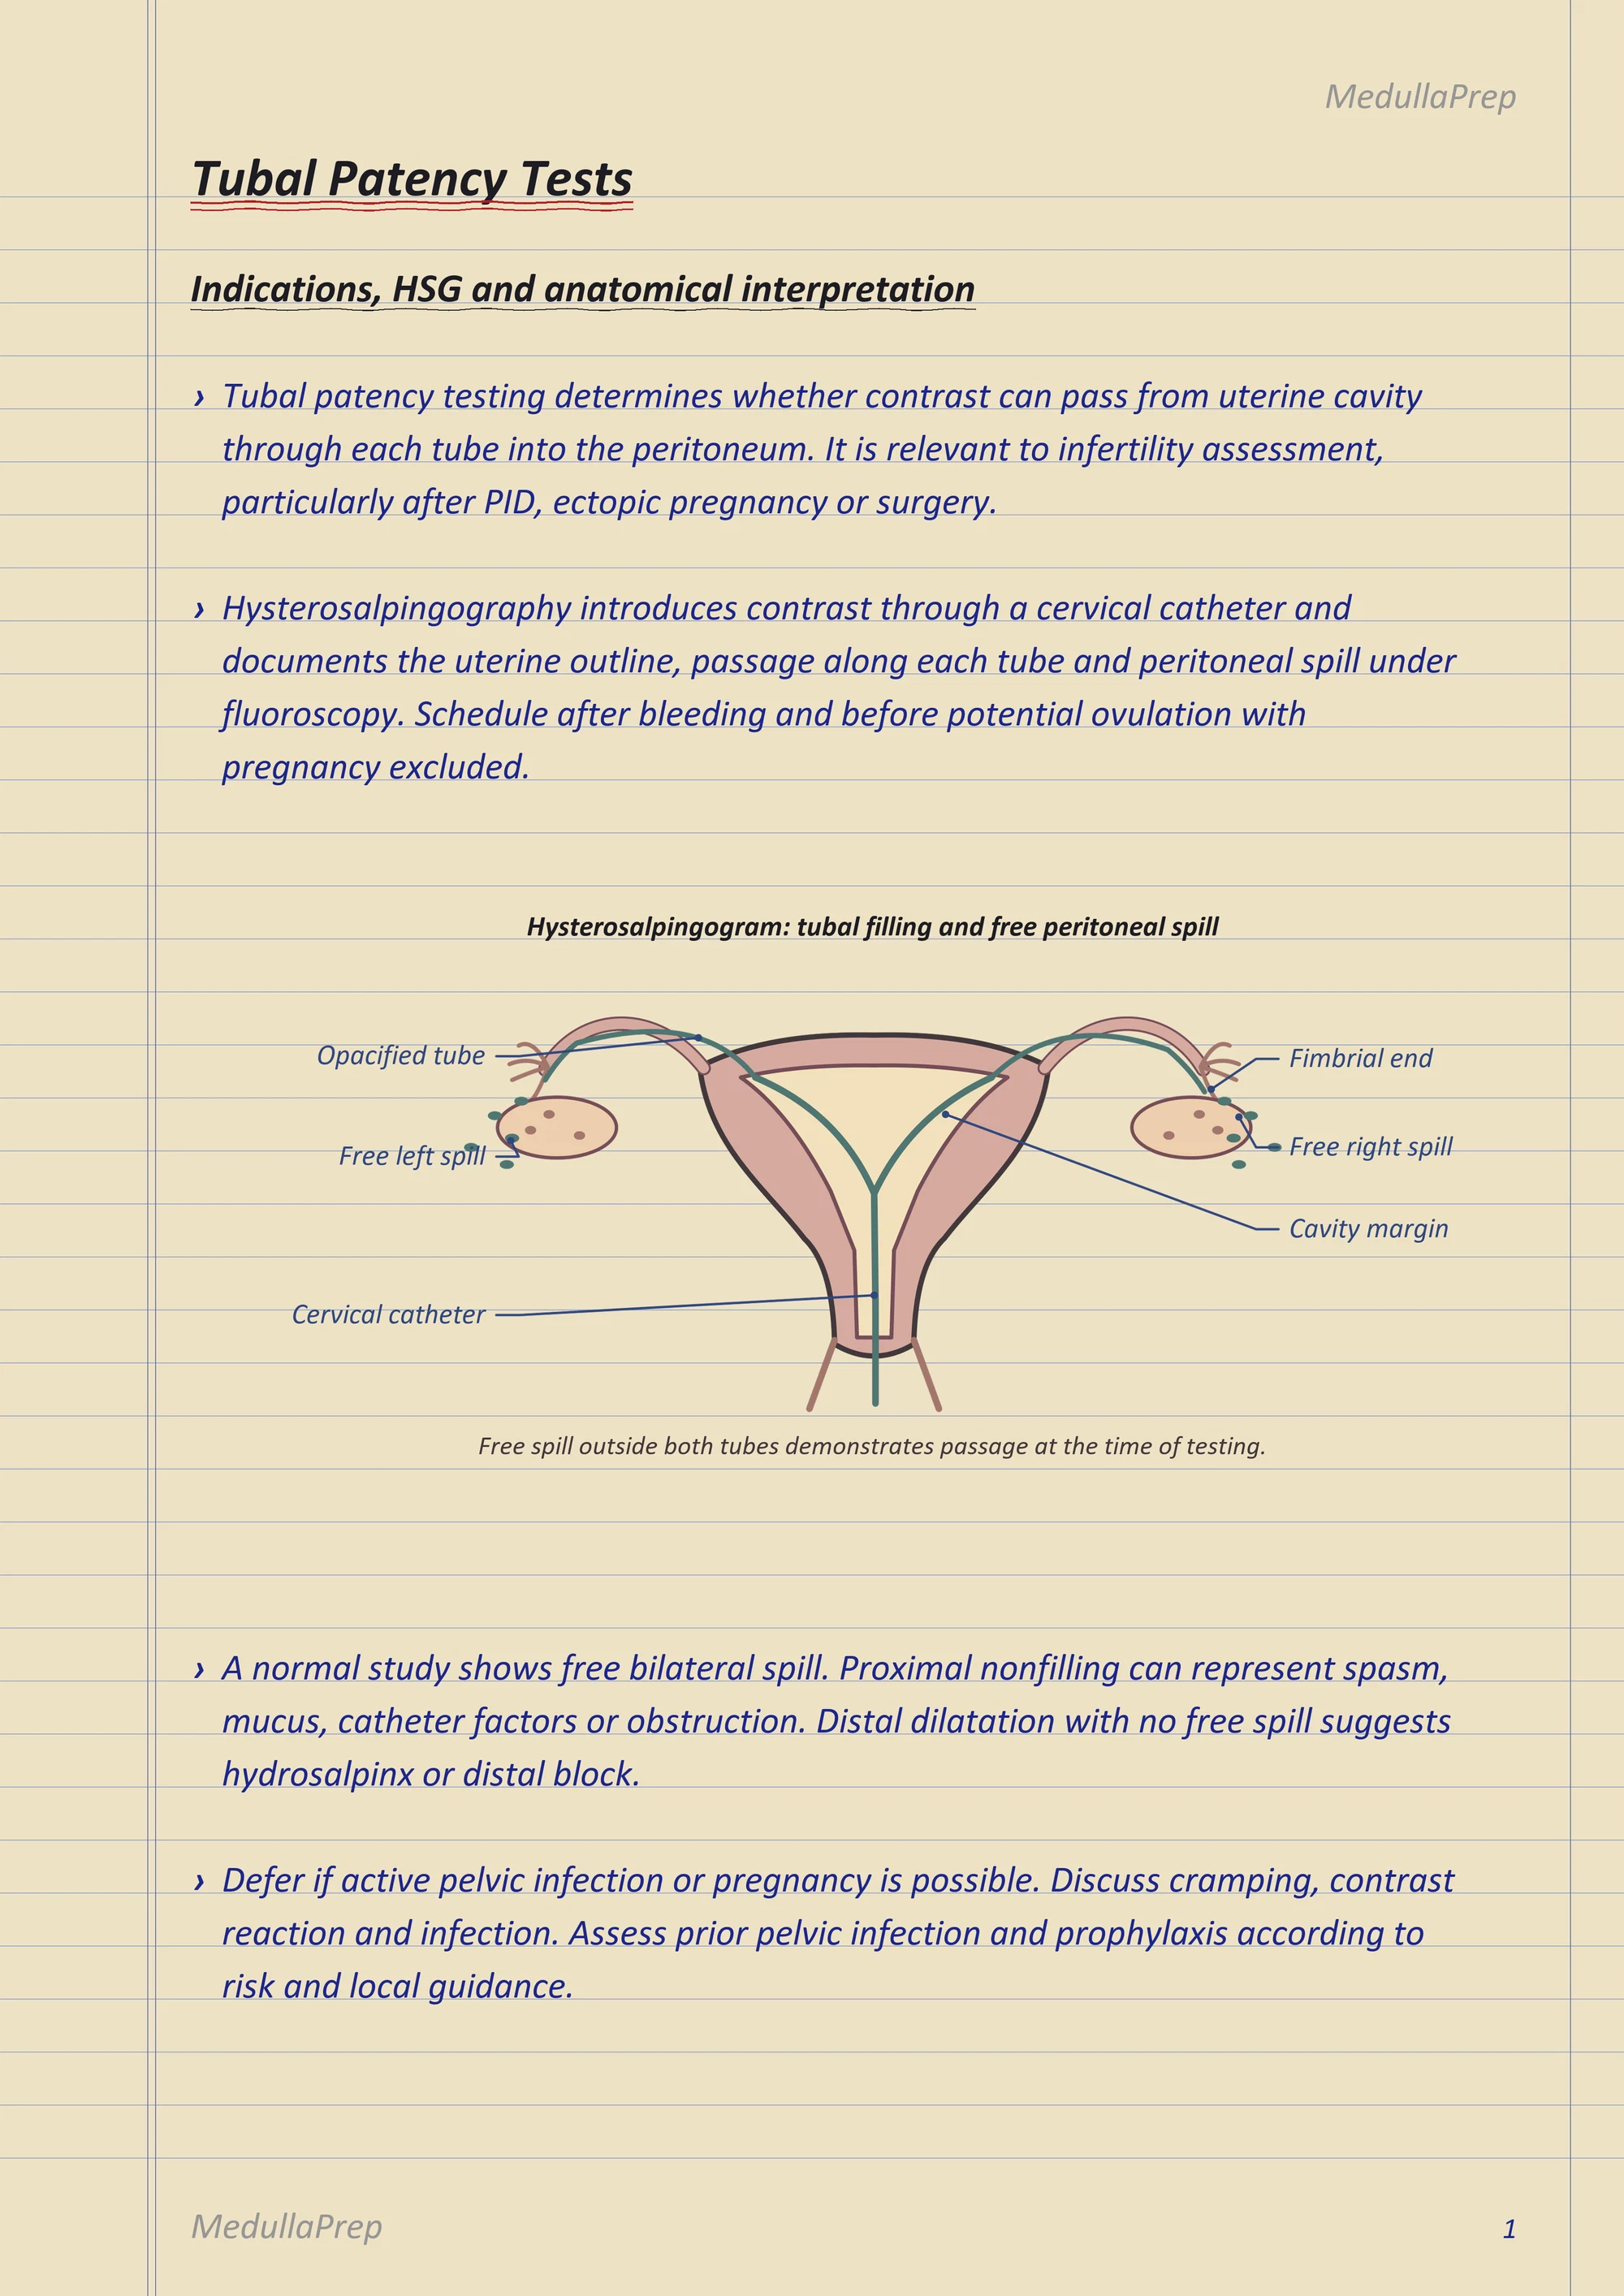 MedullaPrep
Tubal Patency Tests
Indications, HSG and anatomical interpretation
› Tubal patency testing determines whether contrast can pass from uterine cavity
through each tube into the peritoneum. It is relevant to infertility assessment,
particularly after PID, ectopic pregnancy or surgery.
› Hysterosalpingography introduces contrast through a cervical catheter and
documents the uterine outline, passage along each tube and peritoneal spill under
fluoroscopy. Schedule after bleeding and before potential ovulation with
pregnancy excluded.
Hysterosalpingogram: tubal filling and free peritoneal spill
Opacified tube
Fimbrial end
Free left spill
Free right spill
Cavity margin
Cervical catheter
Free spill outside both tubes demonstrates passage at the time of testing.
› A normal study shows free bilateral spill. Proximal nonfilling can represent spasm,
mucus, catheter factors or obstruction. Distal dilatation with no free spill suggests
hydrosalpinx or distal block.
› Defer if active pelvic infection or pregnancy is possible. Discuss cramping, contrast
reaction and infection. Assess prior pelvic infection and prophylaxis according to
risk and local guidance.
MedullaPrep
1